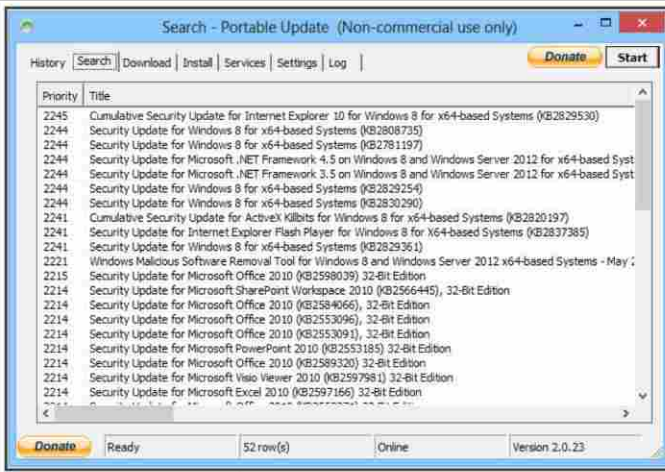 Search - Portable Update (Non-commercial use only)
History Search Download Install Services Settings Log Donate Start
Priority Title
2245 Cumulative Security Update for Internet Explorer 10 for Windows 8 for x64-based Systems (KB2829530)
2244 Security Update for Windows 8 for x64-based Systems (KB2808735)
2244 Security Update for Windows 8 for x64-based Systems (KB2781197)
2244 Security Update for Microsoft .NET Framework 4.5 on Windows 8 and Windows Server 2012 for x64-based Syst
2244 Security Update for Microsoft .NET Framework 3.5 on Windows 8 and Windows Server 2012 for x64-based Syst
2244 Security Update for Windows 8 for x64-based Systems (KB2829254)
2244 Security Update for Windows 8 for x64-based Systems (KB2830290)
2241 Cumulative Security Update for ActiveX Killbits for Windows 8 for x64-based Systems (KB2820197)
2241 Security Update for Internet Explorer Flash Player for Windows 8 for X64-based Systems (KB2837385)
2241 Security Update for Windows 8 for x64-based Systems (KB2829361)
2221 Windows Malicious Software Removal Tool for Windows 8 and Windows Server 2012 x64-based Systems - May
2215 Security Update for Microsoft Office 2010 (KB2598039) 32-Bit Edition
2214 Security Update for Microsoft SharePoint Workspace 2010 (KB2566445), 32-Bit Edition
2214 Security Update for Microsoft Office 2010 (KB2584066), 32-Bit Edition
2214 Security Update for Microsoft Office 2010 (KB2553096), 32-Bit Edition
2214 Security Update for Microsoft Office 2010 (KB2553091), 32-Bit Edition
2214 Security Update for Microsoft PowerPoint 2010 (KB2553185) 32-Bit Edition
2214 Security Update for Microsoft Office 2010 (KB2589320) 32-Bit Edition
2214 Security Update for Microsoft Visio Viewer 2010 (KB2597981) 32-Bit Edition
2214 Security Update for Microsoft Excel 2010 (KB2597166) 32-Bit Edition
Donate Ready 52 row(s) Online Version 2.0.23